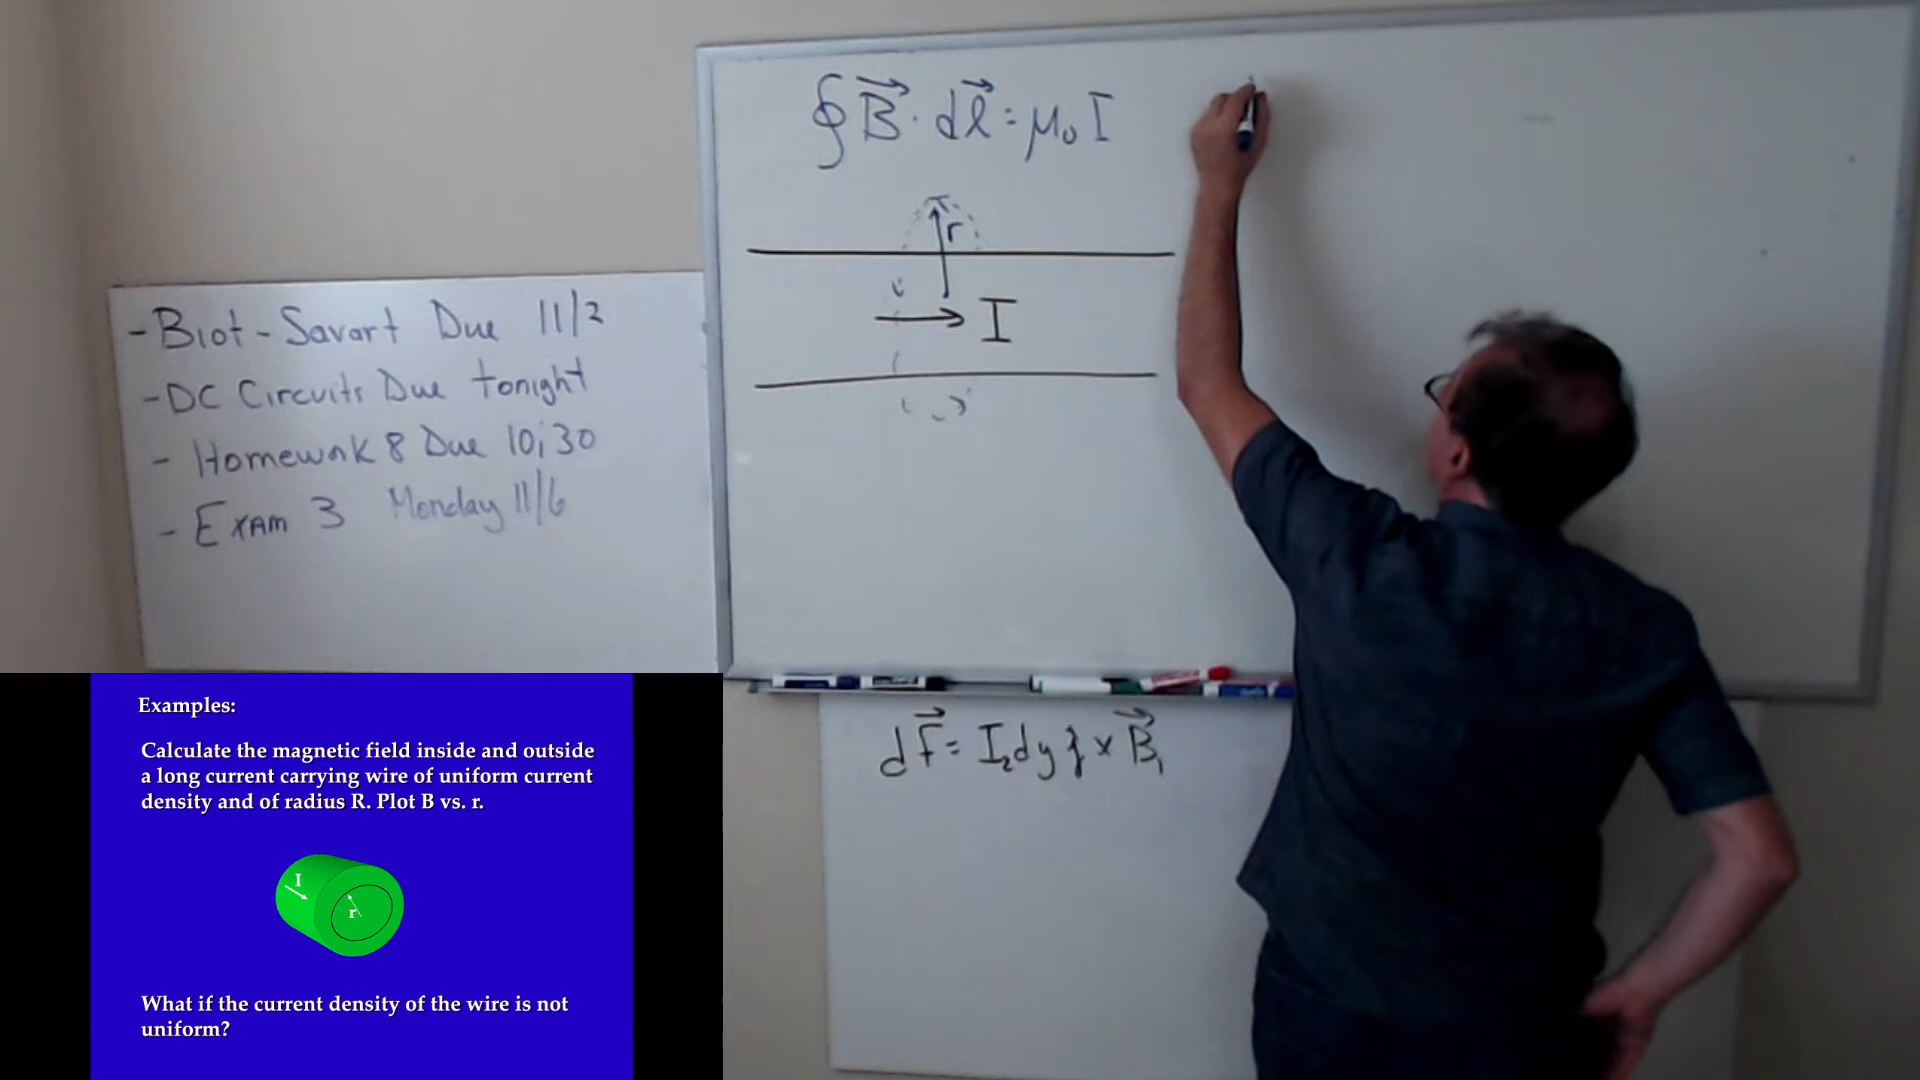 ∮ B⃗ · dl⃗ = μ₀ I
r
I
- Biot - Savart Due 11/2
- DC Circuits Due tonight
- Homework 8 Due 10/30
- Exam 3 Monday 11/6
Examples:
Calculate the magnetic field inside and outside
a long current carrying wire of uniform current
density and of radius R. Plot B vs. r.
I
r
What if the current density of the wire is not
uniform?
dF⃗ = I₂dy ĵ × B⃗₁